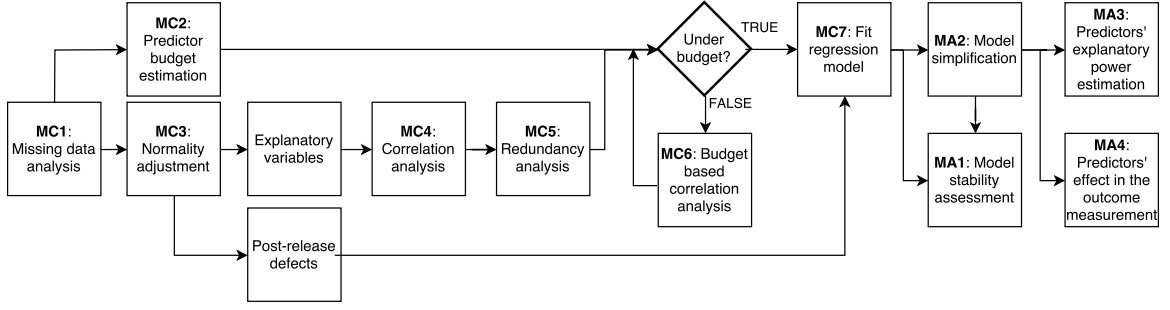 MC2:
Predictor
budget
estimation
MC1:
Missing data
analysis
MC3:
Normality
adjustment
Explanatory
variables
MC4:
Correlation
analysis
MC5:
Redundancy
analysis
Post-release
defects
Under
budget?
TRUE
FALSE
MC6: Budget
based
correlation
analysis
MC7: Fit
regression
model
MA2: Model
simplification
MA1: Model
stability
assessment
MA3:
Predictors'
explanatory
power
estimation
MA4:
Predictors'
effect in the
outcome
measurement